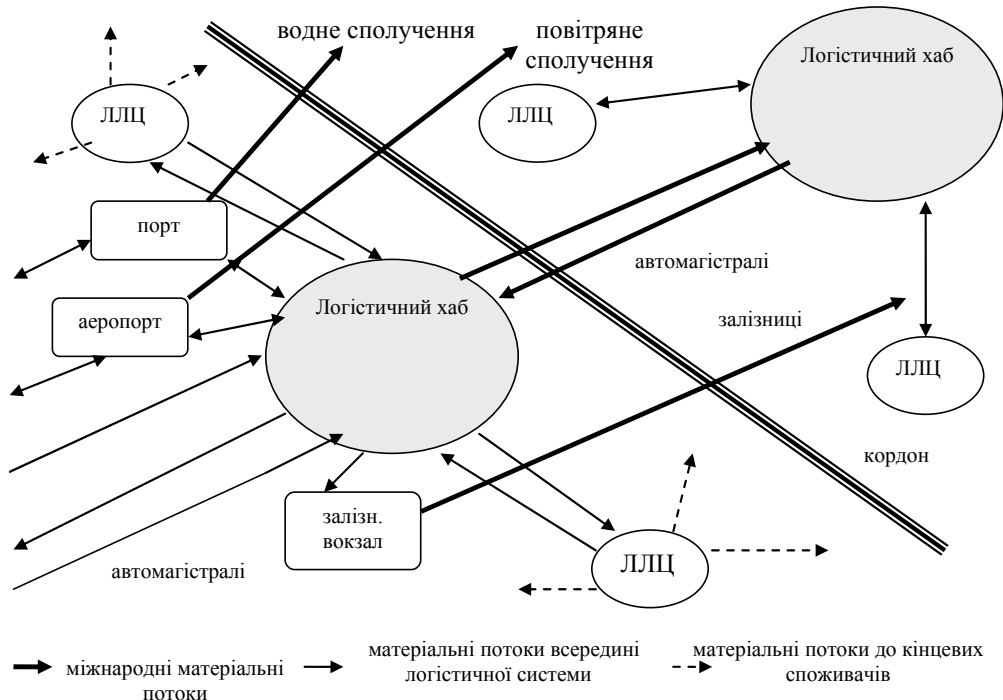 водне сполучення
повітряне
сполучення
Логістичний хаб
ЛЛЦ
ЛЛЦ
порт
автомагістралі
аеропорт
Логістичний хаб
залізниці
ЛЛЦ
кордон
залізн.
вокзал
ЛЛЦ
автомагістралі
міжнародні матеріальні
потоки
матеріальні потоки всередині
логістичної системи
матеріальні потоки до кінцевих
споживачів